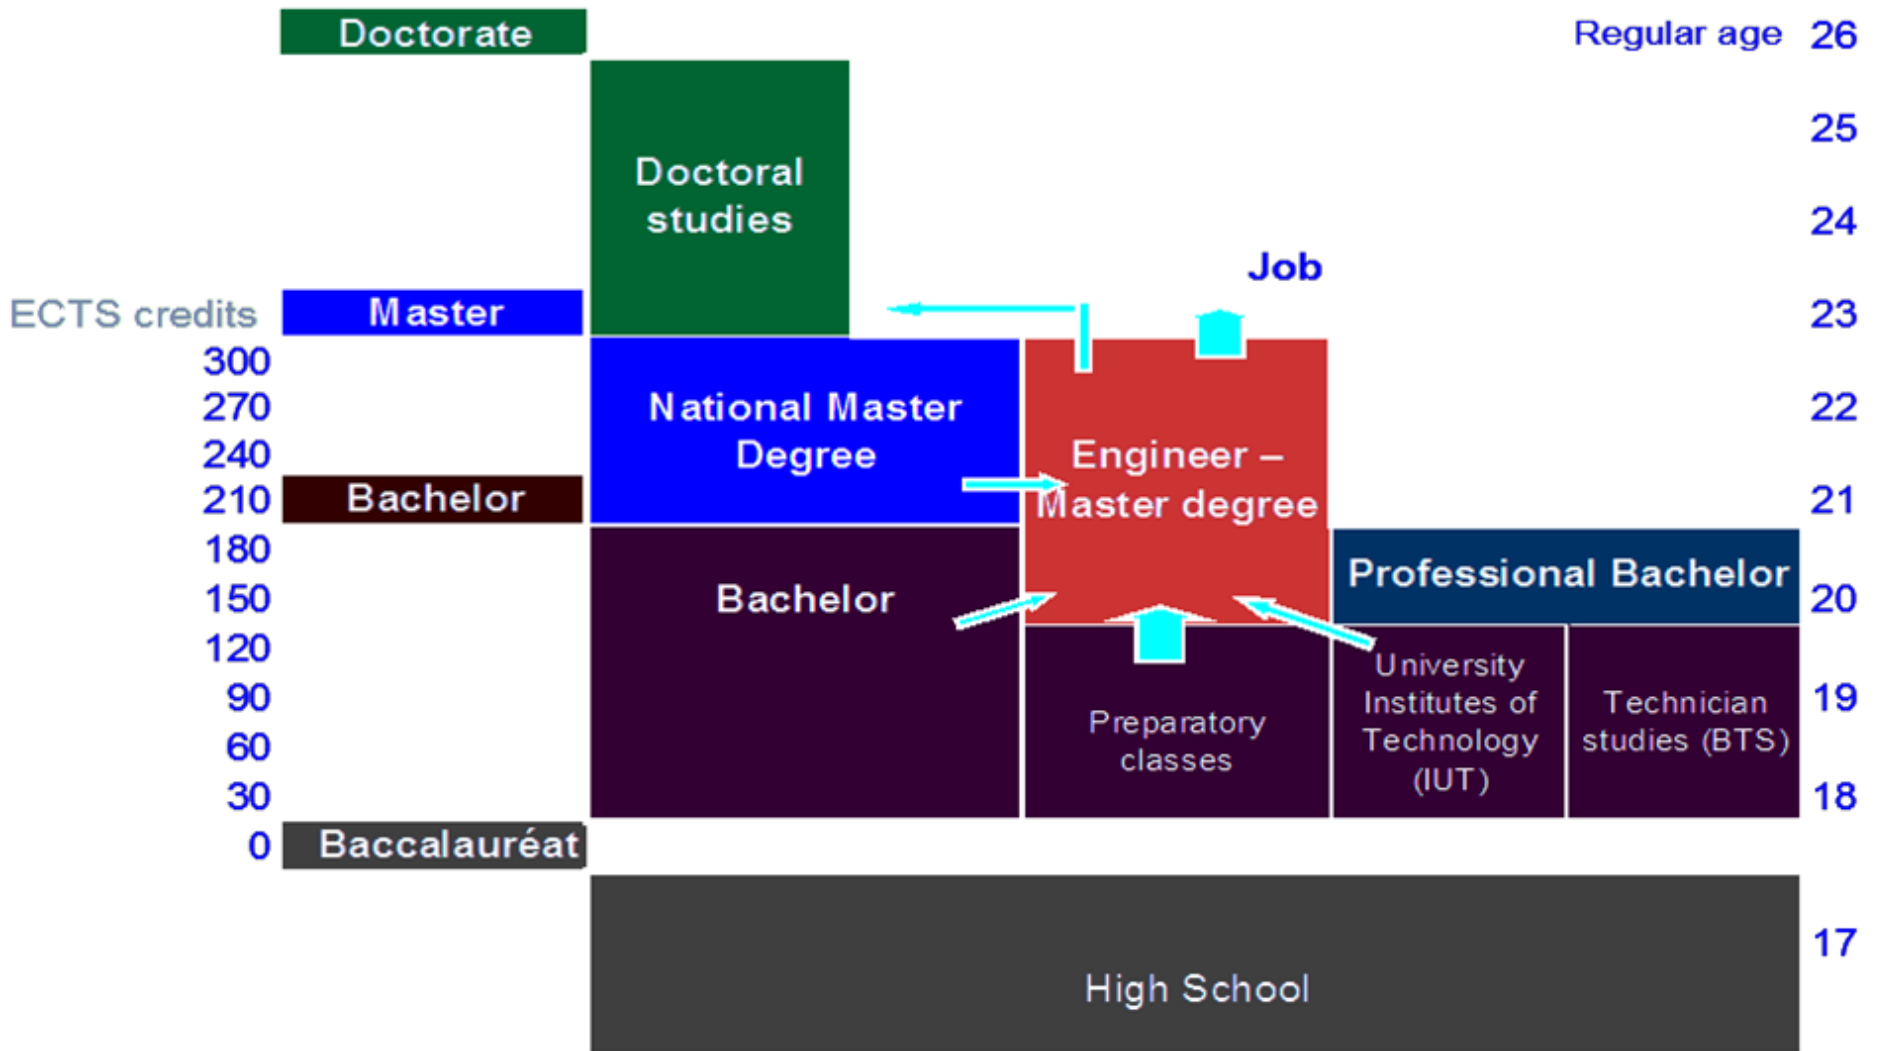 Doctorate
Regular age 26
25
Doctoral
studies
24
Job
ECTS credits
Master
23
300
National Master
Degree
270
22
240
Engineer –
Master degree
Bachelor
210
21
180
Professional Bachelor
Bachelor
150
20
120
University
Institutes of
Technology
(IUT)
Technician
studies (BTS)
90
19
Preparatory
classes
60
30
18
0
Baccalauréat
17
High School